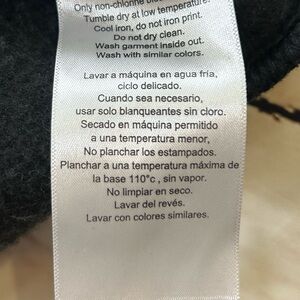 Only non-chlorine
Tumble dry at low temperature.
Cool iron, do not iron print.
Do not dry clean.
Wash garment inside out.
Wash with similar colors.
Lavar a máquina en agua fría,
ciclo delicado.
Cuando sea necesario,
usar solo blanqueantes sin cloro.
Secado en máquina permitido
a una temperatura menor,
No planchar los estampados.
Planchar a una temperatura máxima de
la base 110°c , sin vapor.
No limpiar en seco.
Lavar del revés.
Lavar con colores similares.